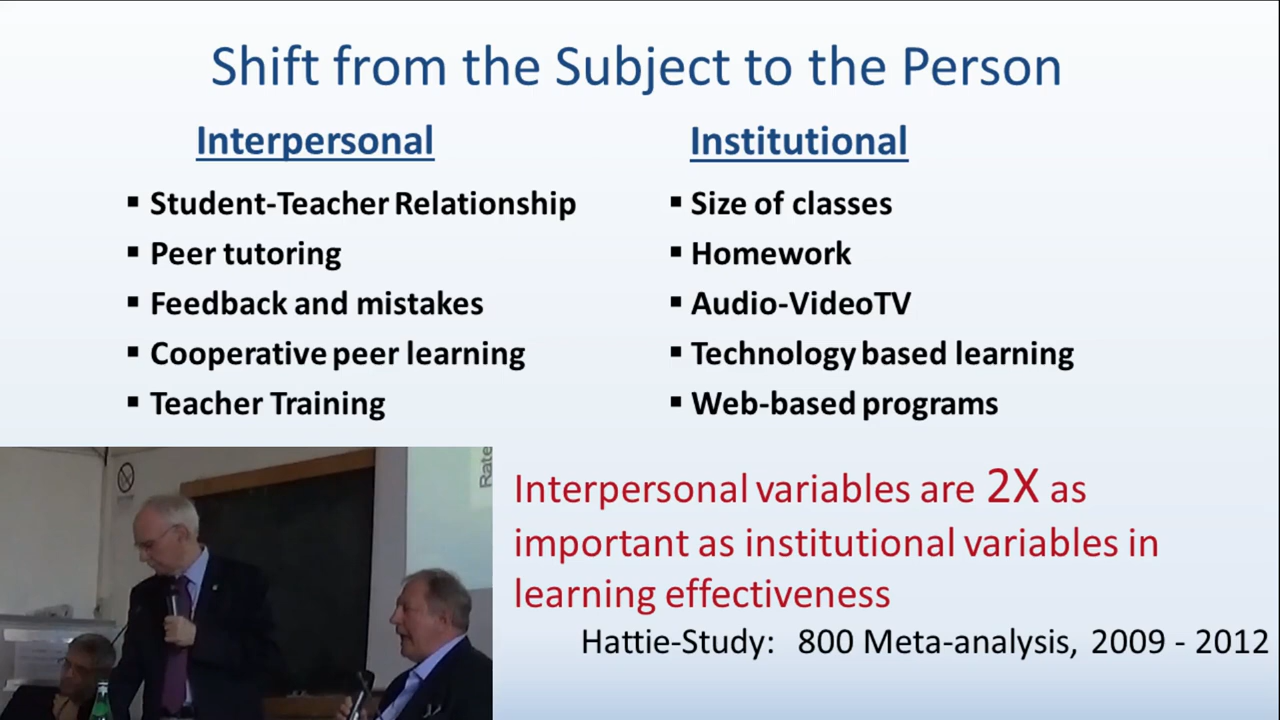 Shift from the Subject to the Person
Interpersonal
▪ Student-Teacher Relationship
▪ Peer tutoring
▪ Feedback and mistakes
▪ Cooperative peer learning
▪ Teacher Training
Institutional
▪ Size of classes
▪ Homework
▪ Audio-VideoTV
▪ Technology based learning
▪ Web-based programs
Rate
Interpersonal variables are 2X as
important as institutional variables in
learning effectiveness
Hattie-Study: 800 Meta-analysis, 2009 - 2012